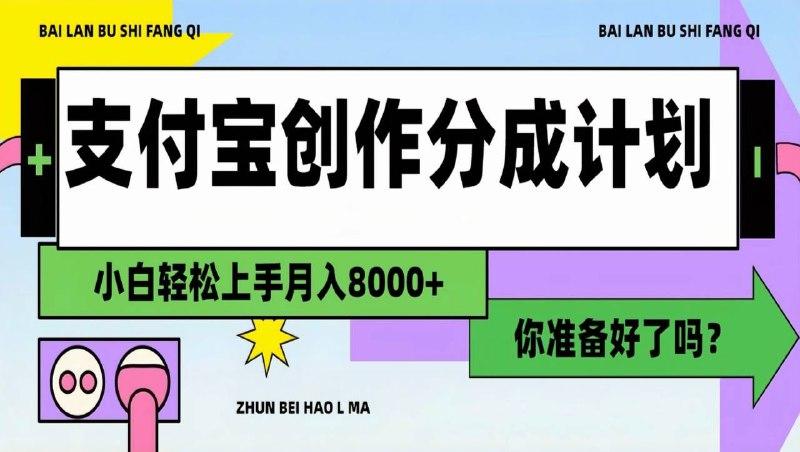 BAI LAN BU SHI FANG QI
BAI LAN BU SHI FANG QI
支付宝创作分成计划
小白轻松上手月入8000+
你准备好了吗?
ZHUN BEI HAO L MA